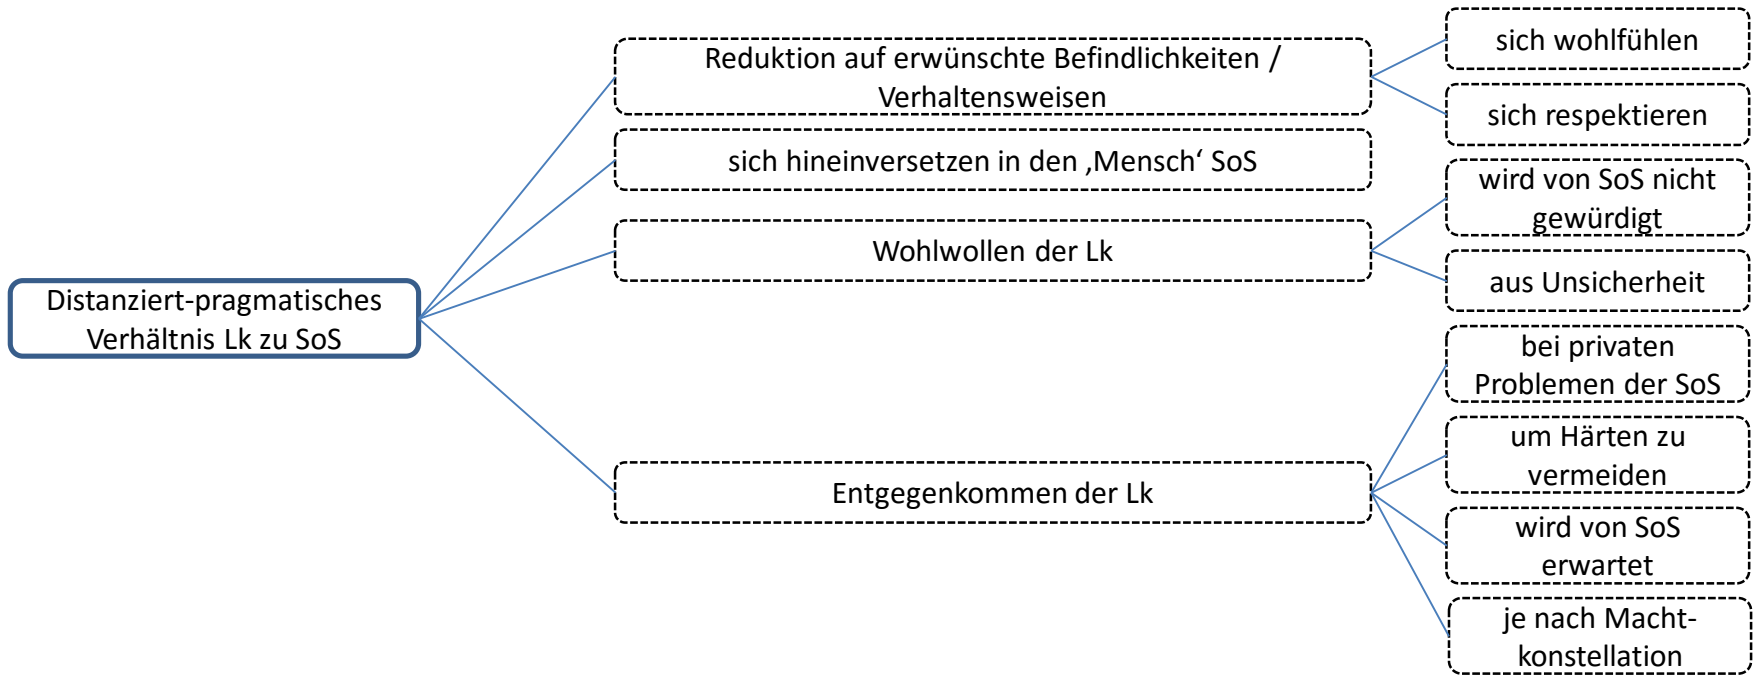 Distanziert-pragmatisches
Verhältnis Lk zu SoS
Reduktion auf erwünschte Befindlichkeiten /
Verhaltensweisen
sich wohlfühlen
sich respektieren
sich hineinversetzen in den ‚Mensch‘ SoS
Wohlwollen der Lk
wird von SoS nicht
gewürdigt
aus Unsicherheit
Entgegenkommen der Lk
bei privaten
Problemen der SoS
um Härten zu
vermeiden
wird von SoS
erwartet
je nach Macht-
konstellation